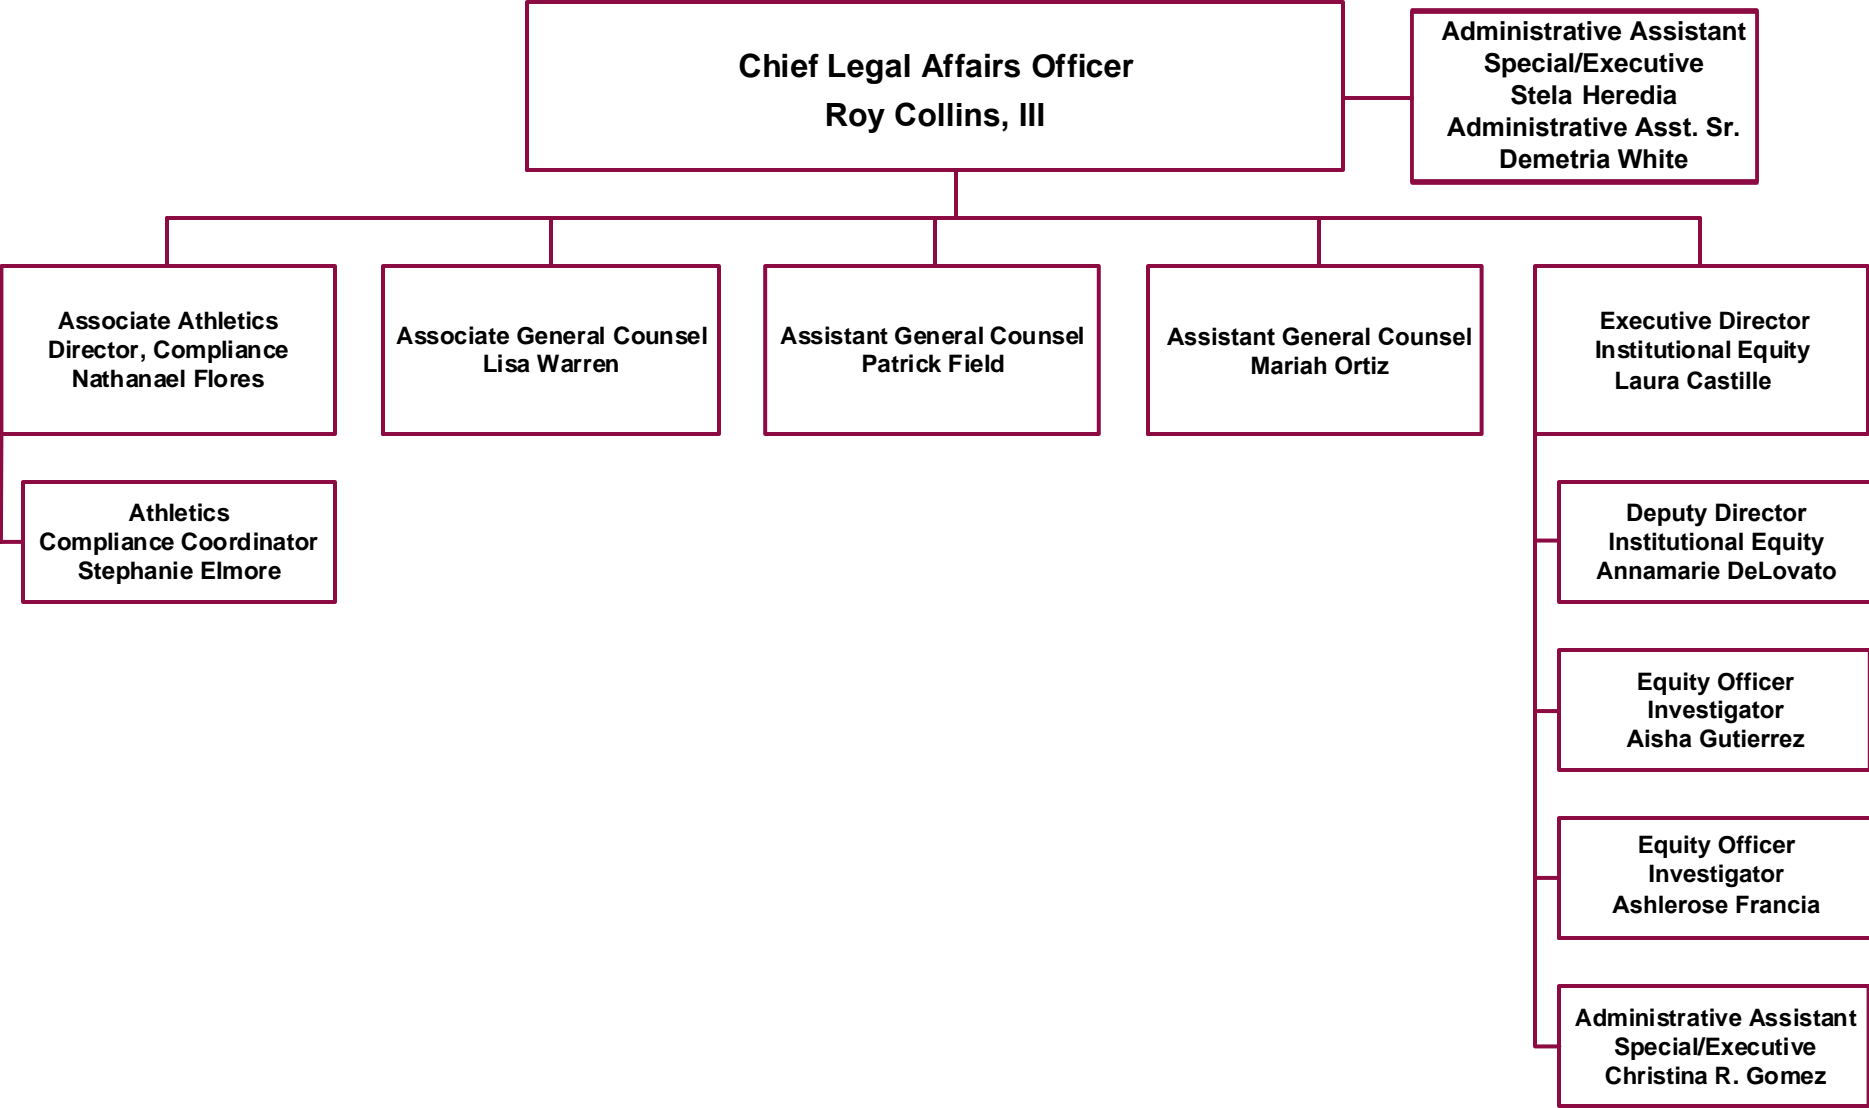 Chief Legal Affairs Officer
Roy Collins, III
Administrative Assistant
Special/Executive
Stela Heredia
Administrative Asst. Sr.
Demetria White
Associate Athletics
Director, Compliance
Nathanael Flores
Associate General Counsel
Lisa Warren
Assistant General Counsel
Patrick Field
Assistant General Counsel
Mariah Ortiz
Executive Director
Institutional Equity
Laura Castille
Athletics
Compliance Coordinator
Stephanie Elmore
Deputy Director
Institutional Equity
Annamarie DeLovato
Equity Officer
Investigator
Aisha Gutierrez
Equity Officer
Investigator
Ashlerose Francia
Administrative Assistant
Special/Executive
Christina R. Gomez